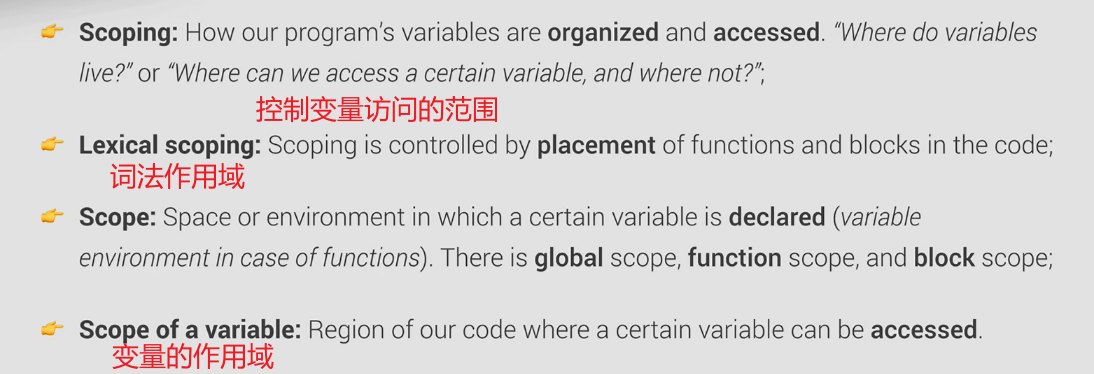 👉 Scoping: How our program’s variables are organized and accessed. “Where do variables
live?” or “Where can we access a certain variable, and where not?”;
控制变量访问的范围
👉 Lexical scoping: Scoping is controlled by placement of functions and blocks in the code;
词法作用域
👉 Scope: Space or environment in which a certain variable is declared (variable
environment in case of functions). There is global scope, function scope, and block scope;
👉 Scope of a variable: Region of our code where a certain variable can be accessed.
变量的作用域